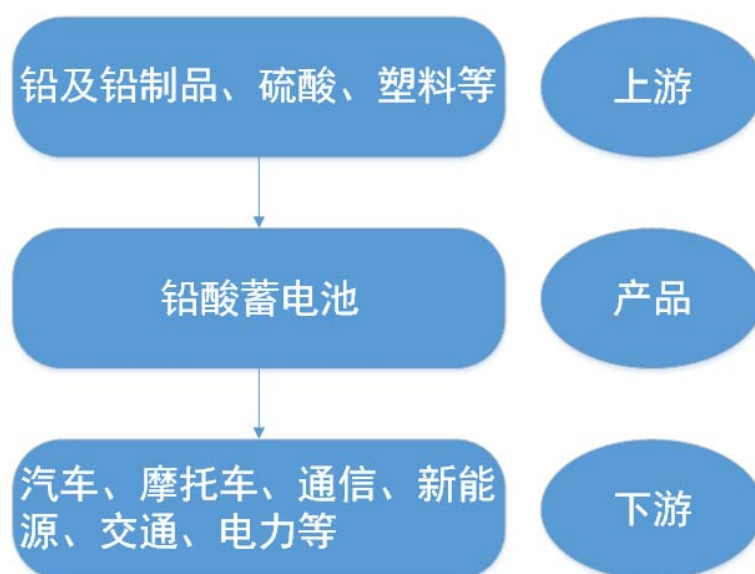 铅及铅制品、硫酸、塑料等
上游
铅酸蓄电池
产品
汽车、摩托车、通信、新能
源、交通、电力等
下游